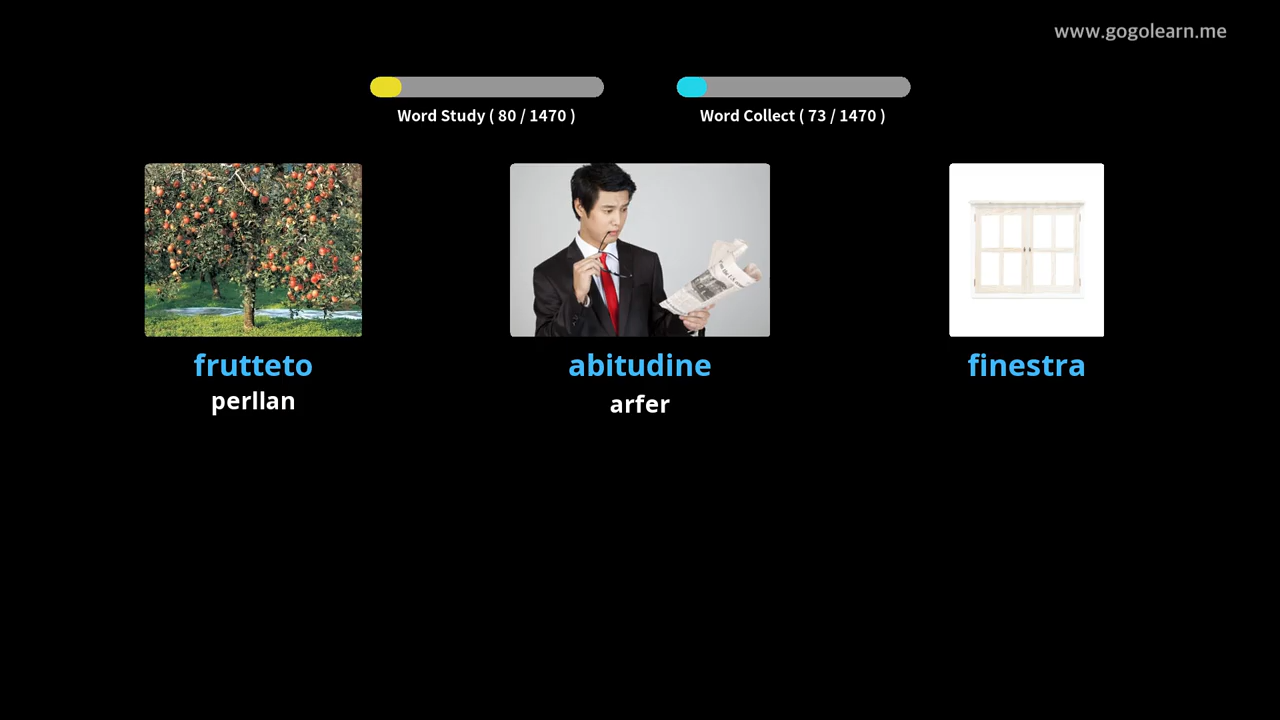 www.gogolearn.me
Word Study ( 80 / 1470 )
Word Collect ( 73 / 1470 )
frutteto
perllan
abitudine
arfer
finestra